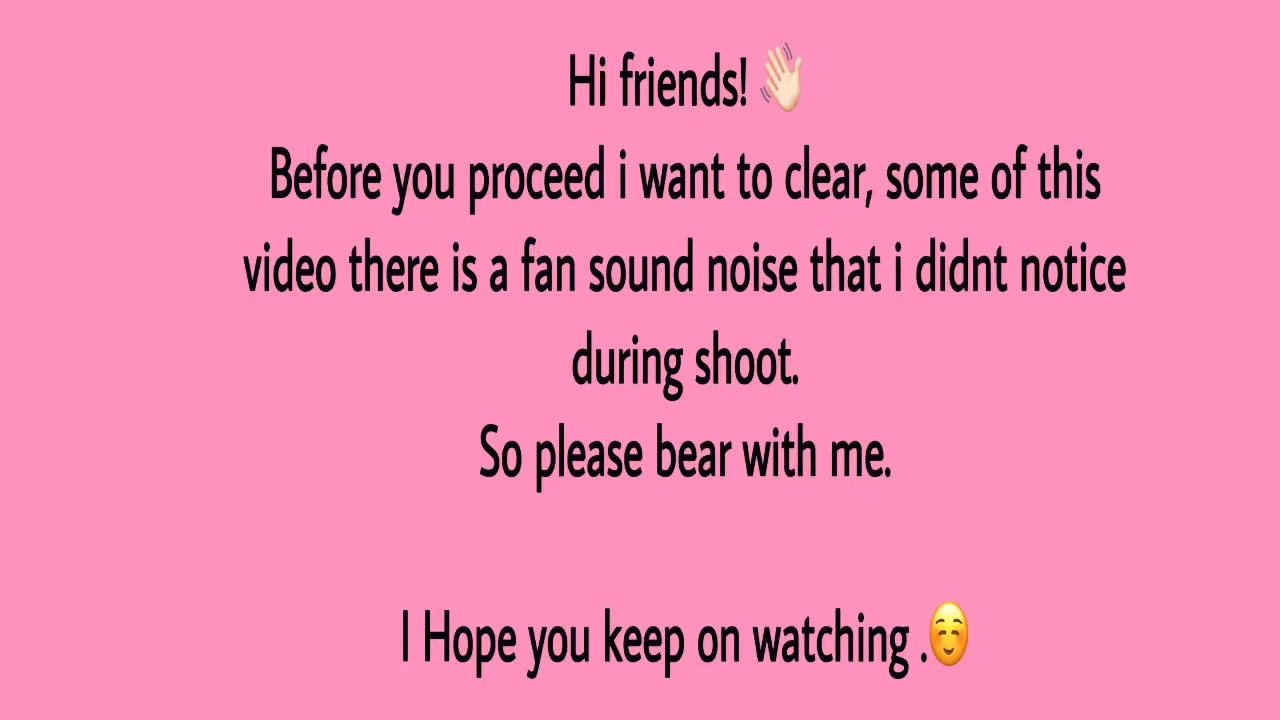 Hi friends! 👋🏻
Before you proceed i want to clear, some of this
video there is a fan sound noise that i didnt notice
during shoot.
So please bear with me.
I Hope you keep on watching .☺️